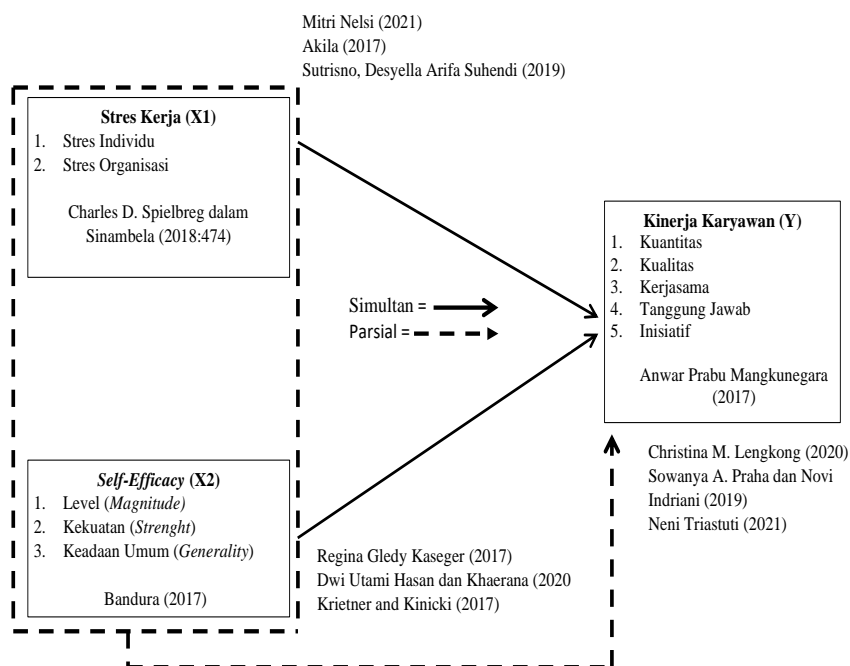 Mitri Nelsi (2021)
Akila (2017)
Sutrisno, Desyella Arifa Suhendi (2019)
Stres Kerja (X1)
1. Stres Individu
2. Stres Organisasi
Charles D. Spielbreg dalam
Sinambela (2018:474)
Kinerja Karyawan (Y)
1. Kuantitas
2. Kualitas
3. Kerjasama
4. Tanggung Jawab
5. Inisiatif
Anwar Prabu Mangkunegara
(2017)
Simultan =
Parsial =
Christina M. Lengkong (2020)
Sowanya A. Praha dan Novi
Indriani (2019)
Neni Triastuti (2021)
Self-Efficacy (X2)
1. Level (Magnitude)
2. Kekuatan (Strenght)
3. Keadaan Umum (Generality)
Bandura (2017)
Regina Gledy Kaseger (2017)
Dwi Utami Hasan dan Khaerana (2020
Krietner and Kinicki (2017)